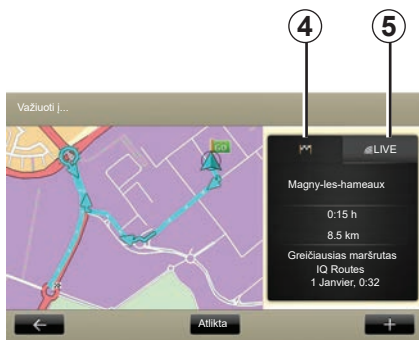 4 5
Važiuoti į...
GO
LIVE
Magny-les-hameaux
0:15 h
8.5 km
Greičiausias maršrutas
IQ Routes
1 Janvier, 0:32
Atlikta